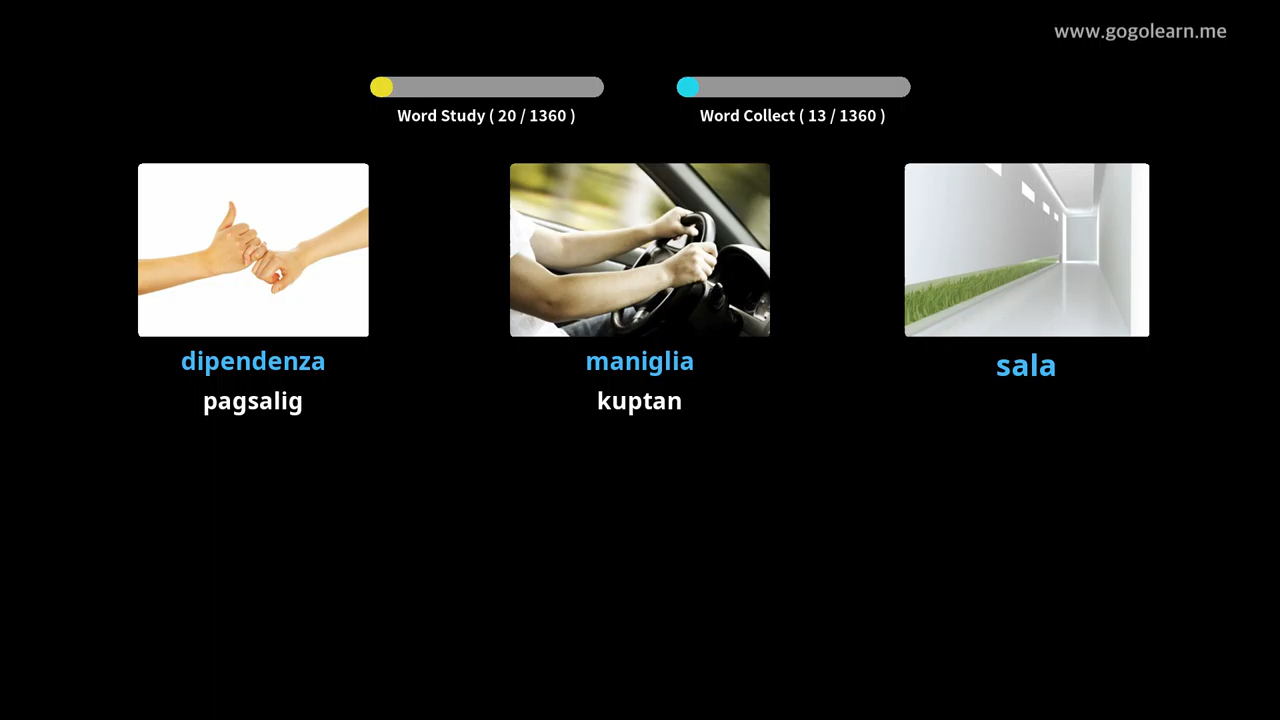 www.gogolearn.me
Word Study ( 20 / 1360 )
Word Collect ( 13 / 1360 )
dipendenza
maniglia
sala
pagsalig
kuptan